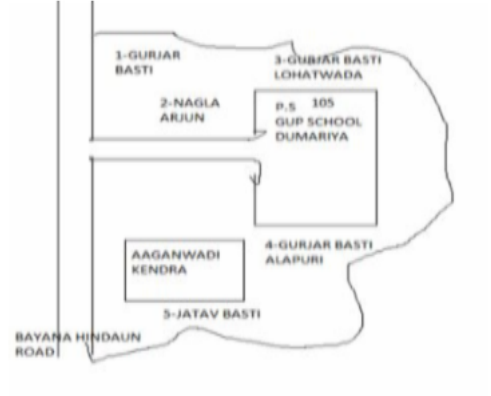 1-GURJAR
BASTI
3-GURJAR BASTI
LOHATWADA
2-NAGLA
ARJUN
P.S 105
GUP SCHOOL
DUMARIYA
4-GURJAR BASTI
ALAPURI
AAGANWADI
KENDRA
5-JATAV BASTI
BAYANA HINDAUN
ROAD